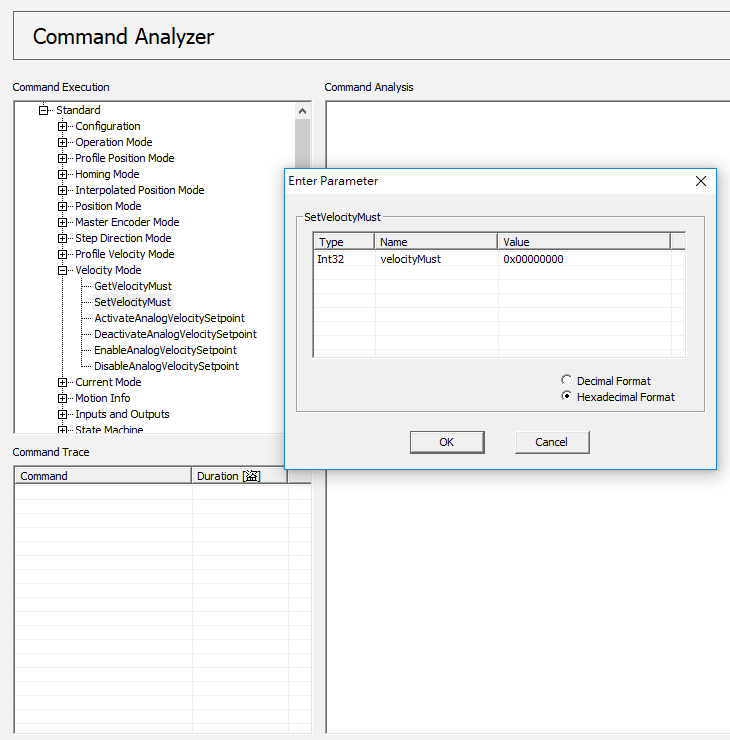 Command Analyzer
Command Execution
Standard
Configuration
Operation Mode
Profile Position Mode
Homing Mode
Interpolated Position Mode
Position Mode
Master Encoder Mode
Step Direction Mode
Profile Velocity Mode
Velocity Mode
GetVelocityMust
SetVelocityMust
ActivateAnalogVelocitySetpoint
DeactivateAnalogVelocitySetpoint
EnableAnalogVelocitySetpoint
DisableAnalogVelocitySetpoint
Current Mode
Motion Info
Inputs and Outputs
State Machine
Command Trace
Command Duration
Command Analysis
Enter Parameter
SetVelocityMust
Type Name Value
Int32 velocityMust 0x00000000
Decimal Format
Hexadecimal Format
OK Cancel